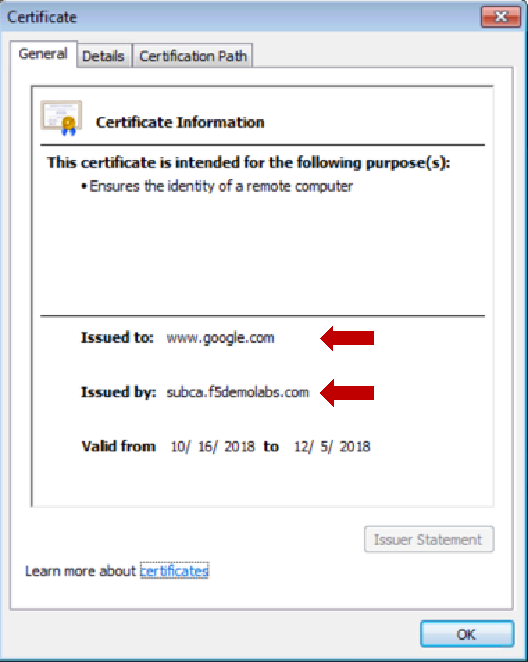 Certificate
General Details Certification Path
Certificate Information
This certificate is intended for the following purpose(s):
• Ensures the identity of a remote computer
Issued to: www.google.com
Issued by: subca.f5demolabs.com
Valid from 10/ 16/ 2018 to 12/ 5/ 2018
Issuer Statement
Learn more about certificates
OK